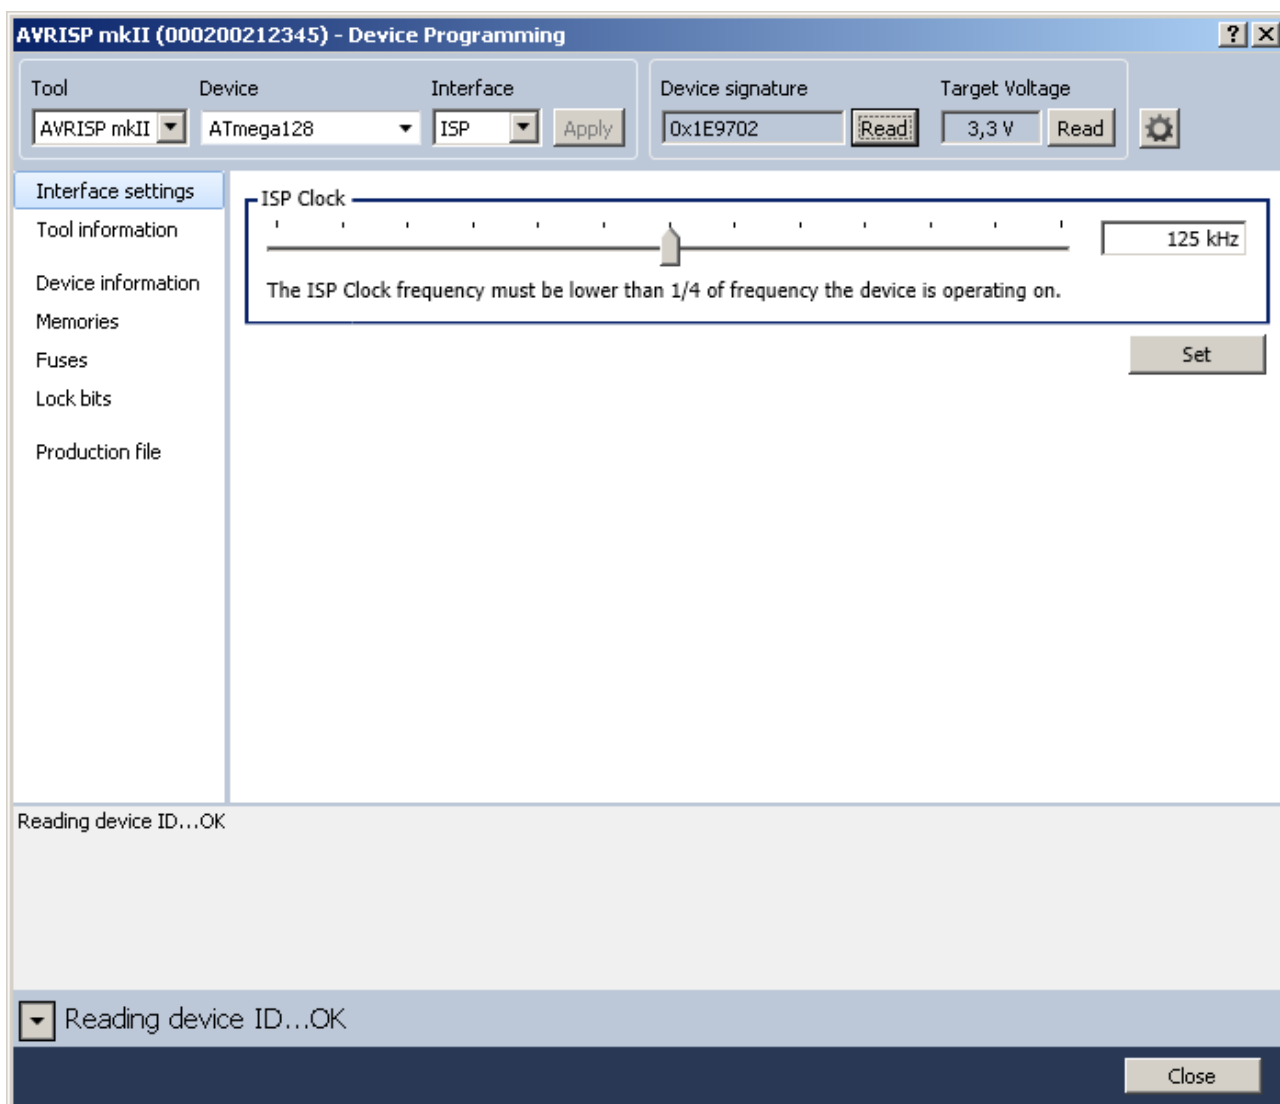 AVRISP mkII (000200212345) - Device Programming
Tool Device Interface Device signature Target Voltage
AVRISP mkII ATmega128 ISP Apply 0x1E9702 Read 3,3 V Read
Interface settings
Tool information
Device information
Memories
Fuses
Lock bits
Production file
ISP Clock
125 kHz
The ISP Clock frequency must be lower than 1/4 of frequency the device is operating on.
Set
Reading device ID...OK
Reading device ID...OK
Close